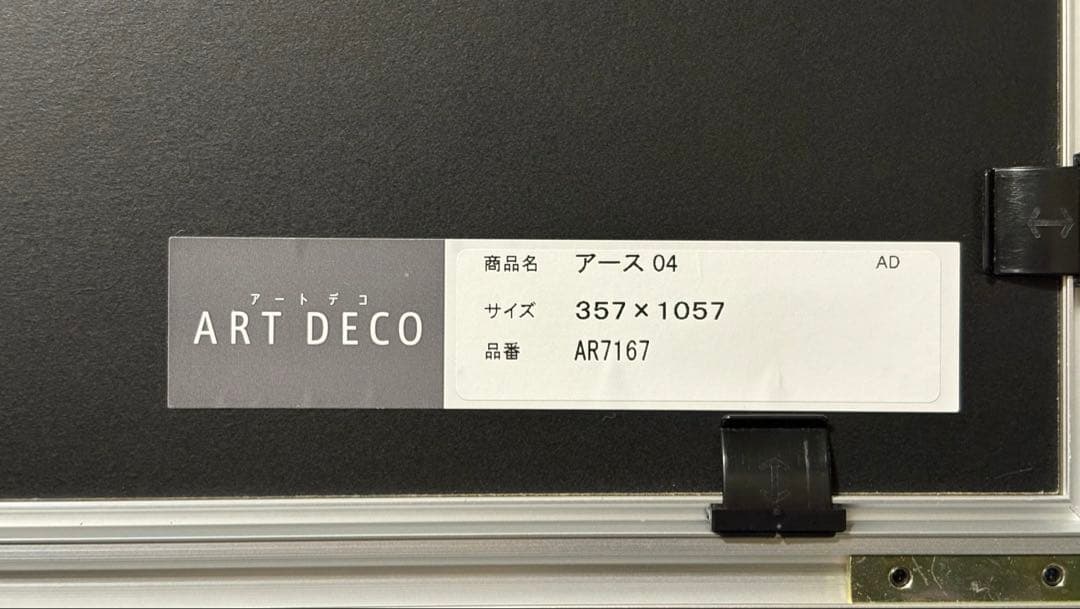 アートデコ
ART DECO
商品名 アース 04 AD
サイズ 357×1057
品番 AR7167